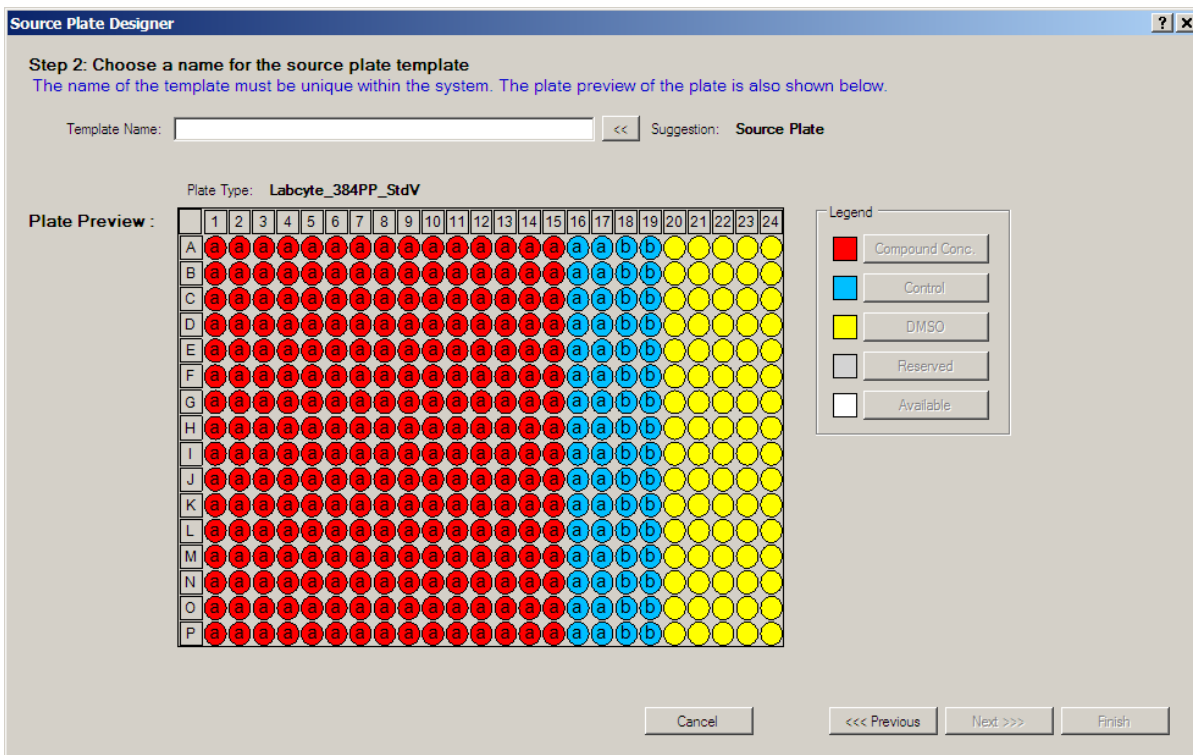 Source Plate Designer ? ×
Step 2: Choose a name for the source plate template
The name of the template must be unique within the system. The plate preview of the plate is also shown below.
Template Name: << Suggestion: Source Plate
Plate Type: Labcyte_384PP_StdV
Plate Preview :
1 2 3 4 5 6 7 8 9 10 11 12 13 14 15 16 17 18 19 20 21 22 23 24
A a a a a a a a a a a a a a a a a a b b
B a a a a a a a a a a a a a a a a a b b
C a a a a a a a a a a a a a a a a a b b
D a a a a a a a a a a a a a a a a a b b
E a a a a a a a a a a a a a a a a a b b
F a a a a a a a a a a a a a a a a a b b
G a a a a a a a a a a a a a a a a a b b
H a a a a a a a a a a a a a a a a a b b
I a a a a a a a a a a a a a a a a a b b
J a a a a a a a a a a a a a a a a a b b
K a a a a a a a a a a a a a a a a a b b
L a a a a a a a a a a a a a a a a a b b
M a a a a a a a a a a a a a a a a a b b
N a a a a a a a a a a a a a a a a a b b
O a a a a a a a a a a a a a a a a a b b
P a a a a a a a a a a a a a a a a a b b
Legend
Compound Conc.
Control
DMSO
Reserved
Available
Cancel <<< Previous Next >>> Finish